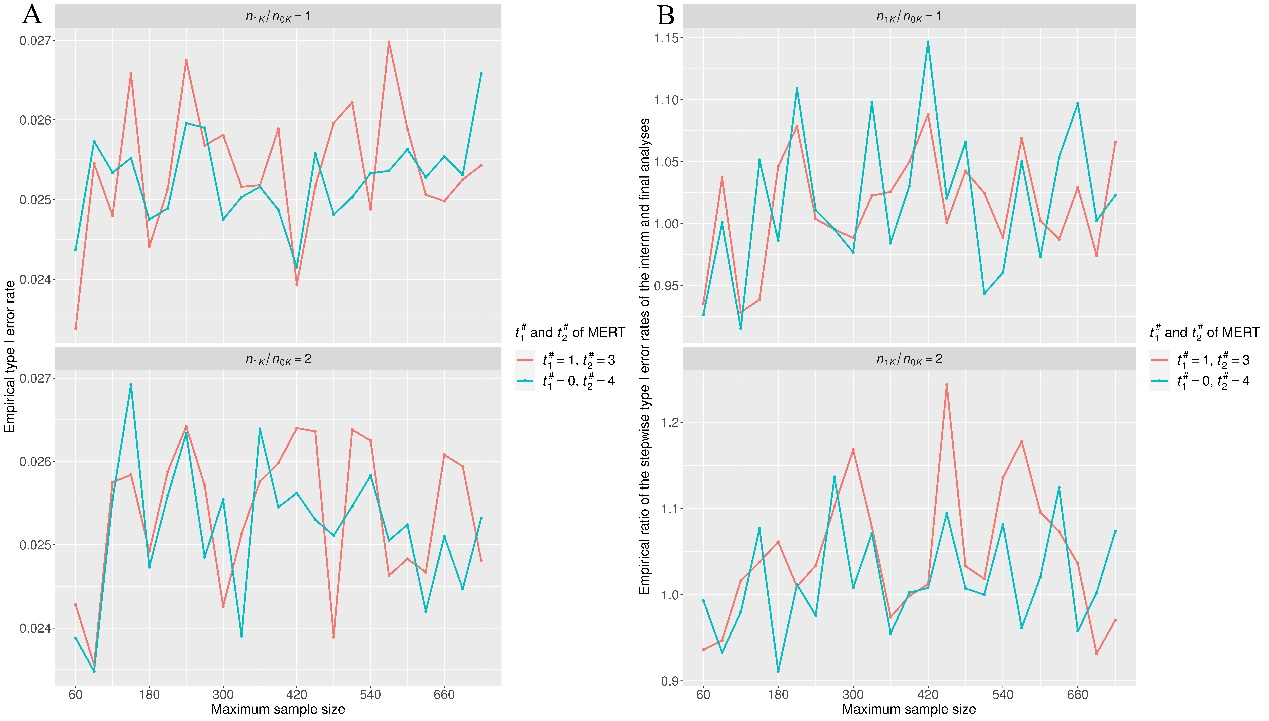 A
n₁K / n₀K = 1
0.027
0.026
0.025
0.024
n₁K / n₀K = 2
0.027
0.026
0.025
0.024
60 180 300 420 540 660
Maximum sample size
Empirical type I error rate
t₁# and t₂# of MERT
t₁# = 1, t₂# = 3
t₁# = 0, t₂# = 4
B
n₁K / n₀K = 1
1.15
1.10
1.05
1.00
0.95
n₁K / n₀K = 2
1.2
1.1
1.0
0.9
60 180 300 420 540 660
Maximum sample size
Empirical ratio of the stepwise type I error rates of the interm and final analyses
t₁# and t₂# of MERT
t₁# = 1, t₂# = 3
t₁# = 0, t₂# = 4